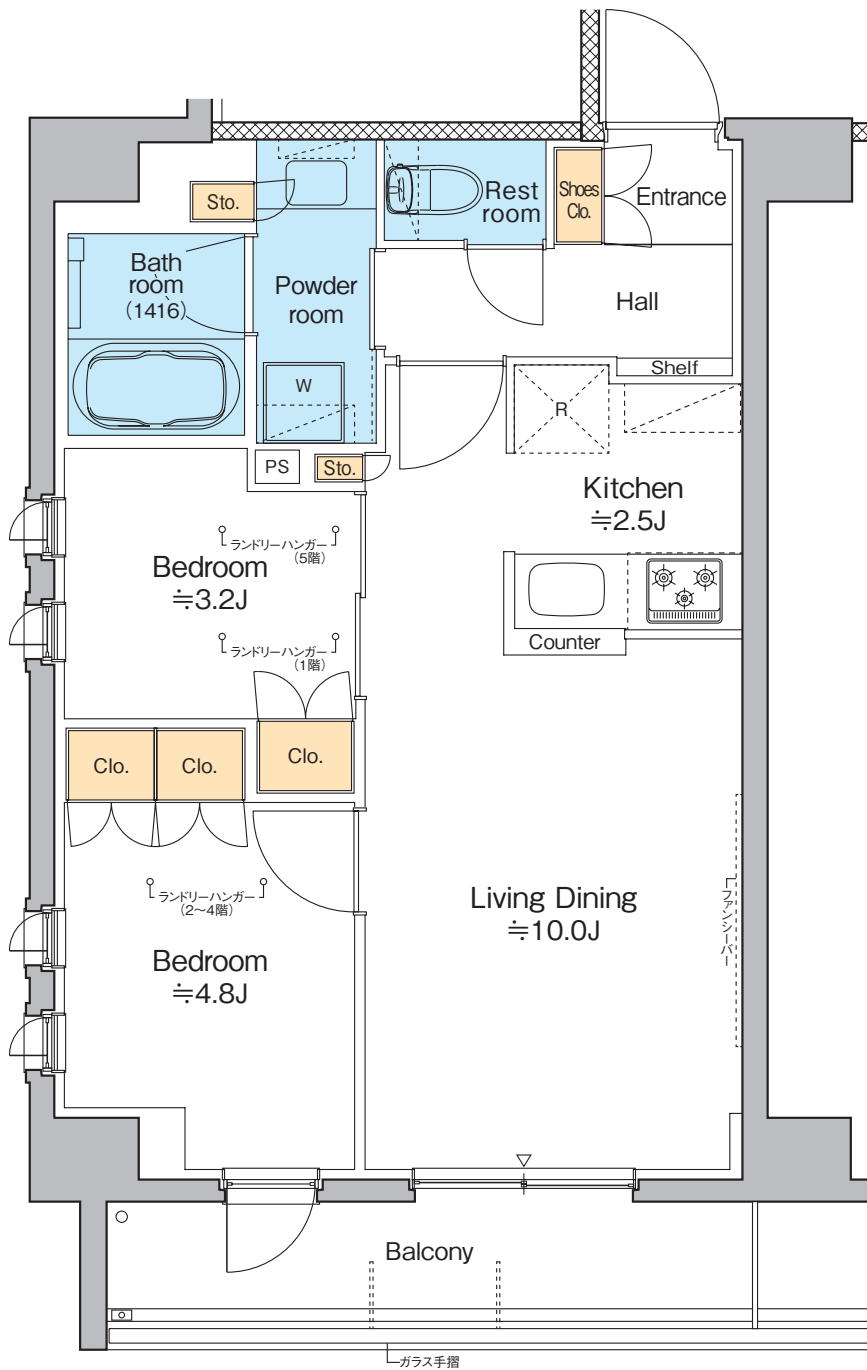 Sto.
Rest
room
Shoes
Clo.
Entrance
Bath
room
(1416)
Powder
room
Hall
Shelf
W
R
PS
Sto.
Kitchen
≒2.5J
ランドリーハンガー
(5階)
Bedroom
≒3.2J
ランドリーハンガー
(1階)
Counter
Clo.
Clo.
Clo.
ランドリーハンガー
(2〜4階)
Living Dining
≒10.0J
ファンシーバー
Bedroom
≒4.8J
Balcony
ガラス手摺